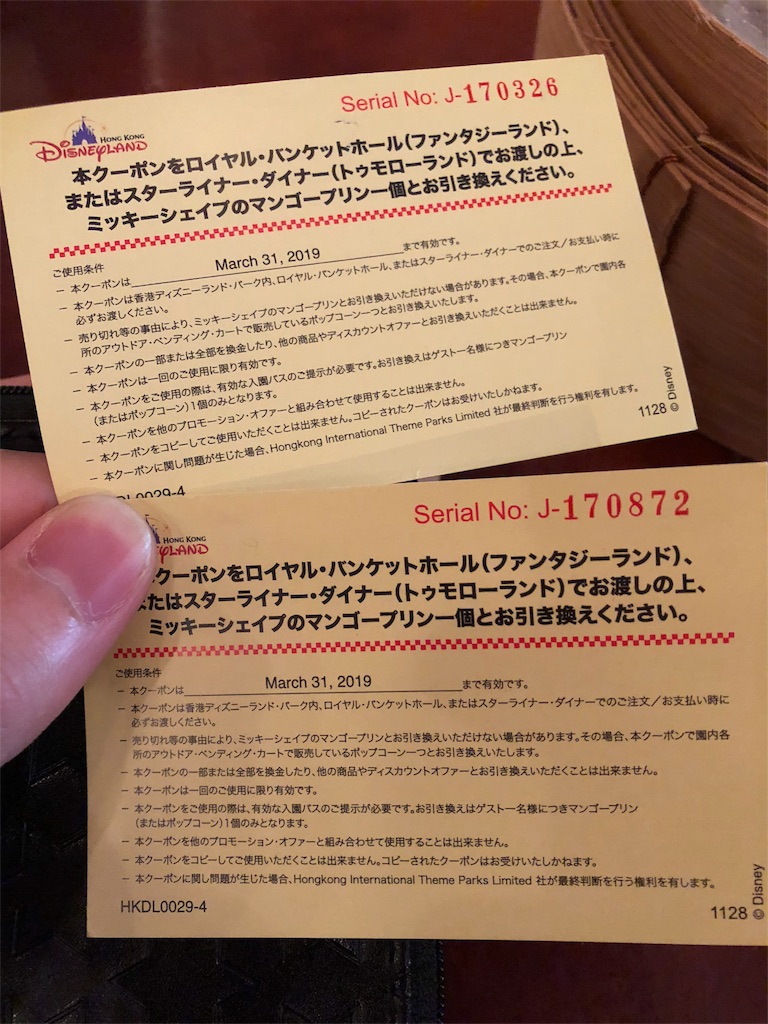 Serial No: J-170326
HONG KONG
DISNEYLAND
本クーポンをロイヤル・バンケットホール(ファンタジーランド)、
またはスターライナー・ダイナー(トゥモローランド)でお渡しの上、
ミッキーシェイプのマンゴープリン一個とお引き換えください。
ご使用条件
− 本クーポンは March 31, 2019 まで有効です。
− 本クーポンは香港ディズニーランド・パーク内、ロイヤル・バンケットホール、またはスターライナー・ダイナーでのご注文/お支払い時に
必ずお渡しください。
− 売り切れ等の事由により、ミッキーシェイプのマンゴープリンとお引き換えいただけない場合があります。その場合、本クーポンで園内各
所のアウトドア・ベンディング・カートで販売しているポップコーン一つとお引き換えいたします。
− 本クーポンの一部または全部を換金したり、他の商品やディスカウントオファーとお引き換えいただくことは出来ません。
− 本クーポンは一回のご使用に限り有効です。
− 本クーポンをご使用の際は、有効な入園パスのご提示が必要です。お引き換えはゲスト一名様につきマンゴープリン
(またはポップコーン)1個のみとなります。
− 本クーポンを他のプロモーション・オファーと組み合わせて使用することは出来ません。
− 本クーポンをコピーしてご使用いただくことは出来ません。コピーされたクーポンはお受けいたしかねます。
− 本クーポンに関し問題が生じた場合、Hongkong International Theme Parks Limited 社が最終判断を行う権利を有します。
DL0029-4
1128 © Disney
Serial No: J-170872
HONG KONG
YLAND
クーポンをロイヤル・バンケットホール(ファンタジーランド)、
たはスターライナー・ダイナー(トゥモローランド)でお渡しの上、
ミッキーシェイプのマンゴープリン一個とお引き換えください。
ご使用条件
− 本クーポンは March 31, 2019 まで有効です。
− 本クーポンは香港ディズニーランド・パーク内、ロイヤル・バンケットホール、またはスターライナー・ダイナーでのご注文/お支払い時に
必ずお渡しください。
− 売り切れ等の事由により、ミッキーシェイプのマンゴープリンとお引き換えいただけない場合があります。その場合、本クーポンで園内各
所のアウトドア・ベンディング・カートで販売しているポップコーン一つとお引き換えいたします。
− 本クーポンの一部または全部を換金したり、他の商品やディスカウントオファーとお引き換えいただくことは出来ません。
− 本クーポンは一回のご使用に限り有効です。
− 本クーポンをご使用の際は、有効な入園パスのご提示が必要です。お引き換えはゲスト一名様につきマンゴープリン
(またはポップコーン)1個のみとなります。
− 本クーポンを他のプロモーション・オファーと組み合わせて使用することは出来ません。
− 本クーポンをコピーしてご使用いただくことは出来ません。コピーされたクーポンはお受けいたしかねます。
− 本クーポンに関し問題が生じた場合、Hongkong International Theme Parks Limited 社が最終判断を行う権利を有します。
HKDL0029-4
1128 © Disney